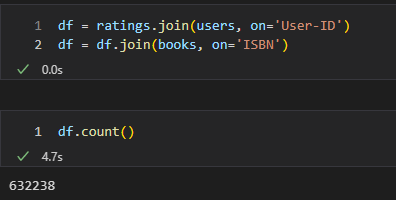 1 df = ratings.join(users, on='User-ID')
2 df = df.join(books, on='ISBN')
✓ 0.0s
1 df.count()
✓ 4.7s
632238